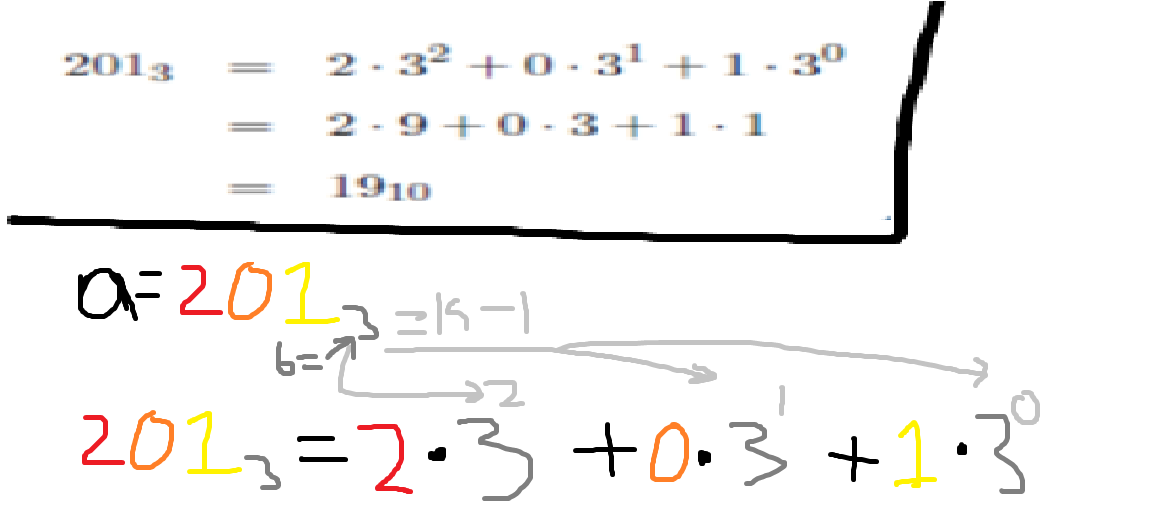 201₃ = 2 · 3² + 0 · 3¹ + 1 · 3⁰
= 2 · 9 + 0 · 3 + 1 · 1
= 19₁₀
a=201₃ =k-1
b=
2
201₃ = 2 · 3 + 0 · 3¹ + 1 · 3⁰